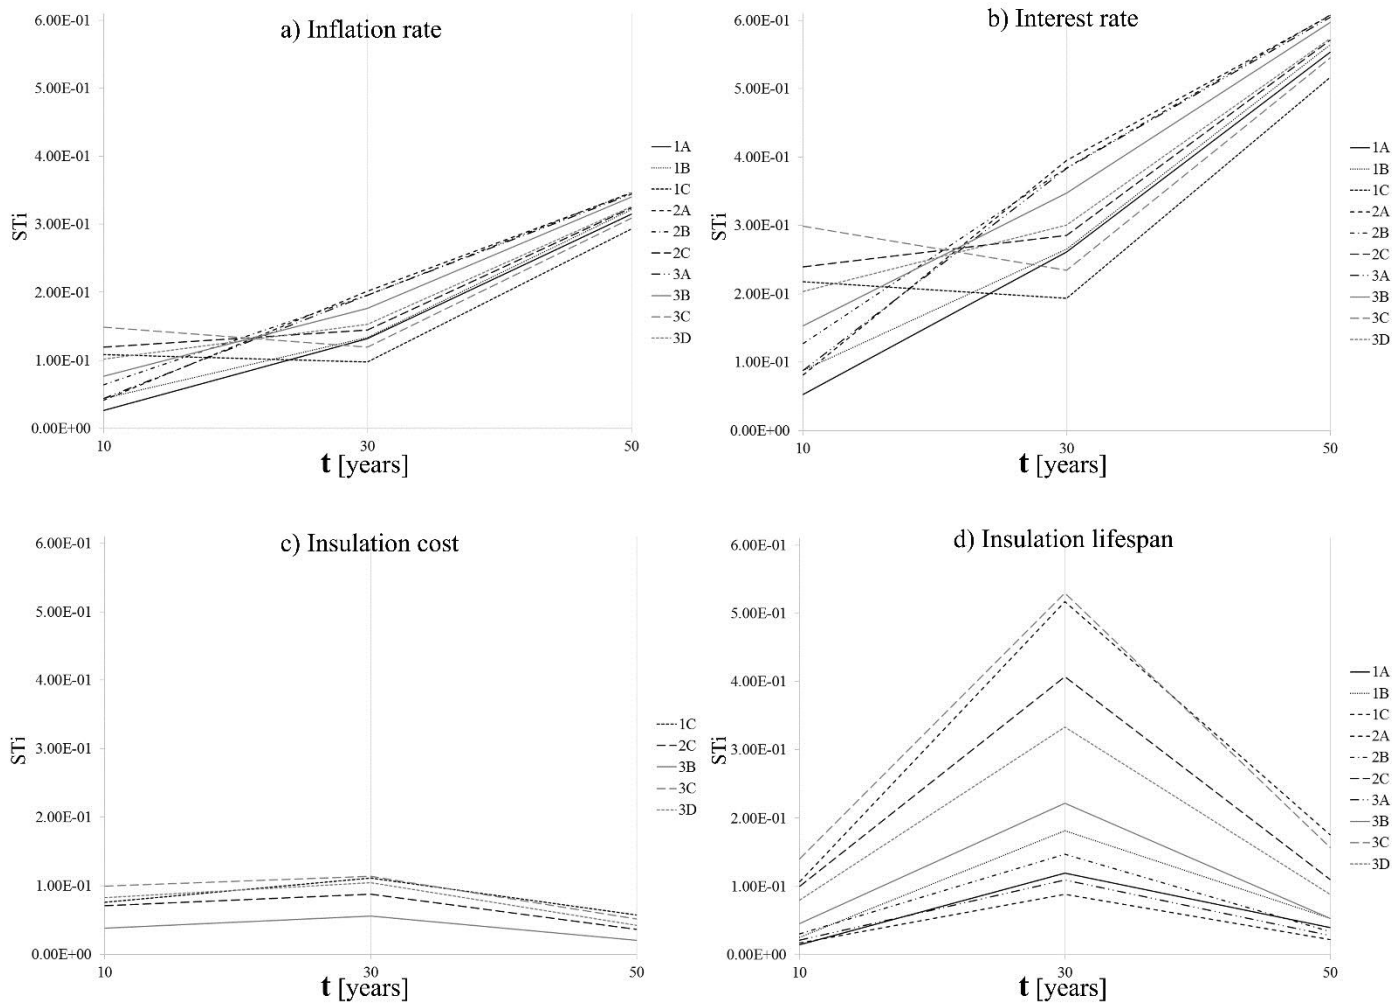 a) Inflation rate
6.00E-01
5.00E-01
4.00E-01
3.00E-01
2.00E-01
1.00E-01
0.00E+00
STi
10
30
50
t [years]
1A
1B
1C
2A
2B
2C
3A
3B
3C
3D
b) Interest rate
6.00E-01
5.00E-01
4.00E-01
3.00E-01
2.00E-01
1.00E-01
0.00E+00
STi
10
30
50
t [years]
1A
1B
1C
2A
2B
2C
3A
3B
3C
3D
c) Insulation cost
6.00E-01
5.00E-01
4.00E-01
3.00E-01
2.00E-01
1.00E-01
0.00E+00
STi
10
30
50
t [years]
1C
2C
3B
3C
3D
d) Insulation lifespan
6.00E-01
5.00E-01
4.00E-01
3.00E-01
2.00E-01
1.00E-01
0.00E+00
STi
10
30
50
t [years]
1A
1B
1C
2A
2B
2C
3A
3B
3C
3D